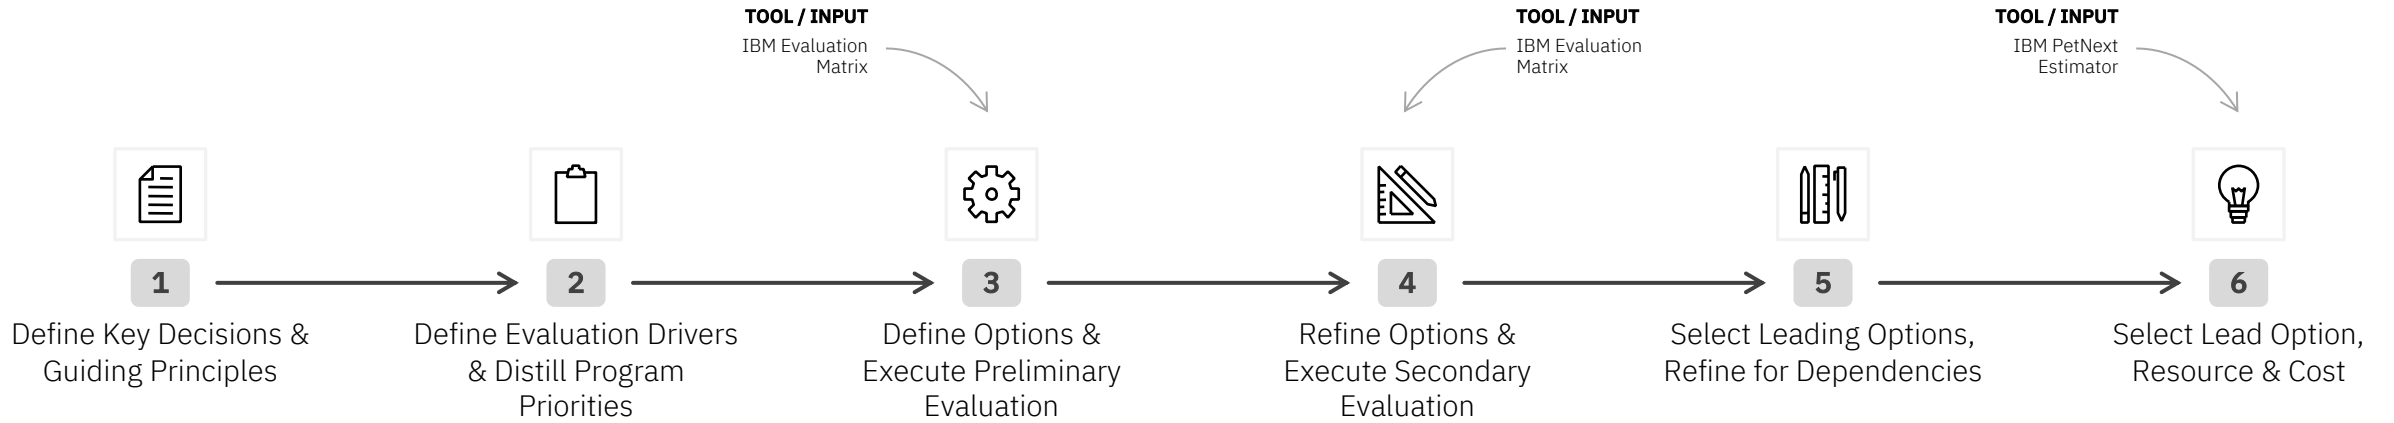 TOOL / INPUT
IBM Evaluation
Matrix
TOOL / INPUT
IBM Evaluation
Matrix
TOOL / INPUT
IBM PetNext
Estimator
1
Define Key Decisions &
Guiding Principles
2
Define Evaluation Drivers
& Distill Program
Priorities
3
Define Options &
Execute Preliminary
Evaluation
4
Refine Options &
Execute Secondary
Evaluation
5
Select Leading Options,
Refine for Dependencies
6
Select Lead Option,
Resource & Cost